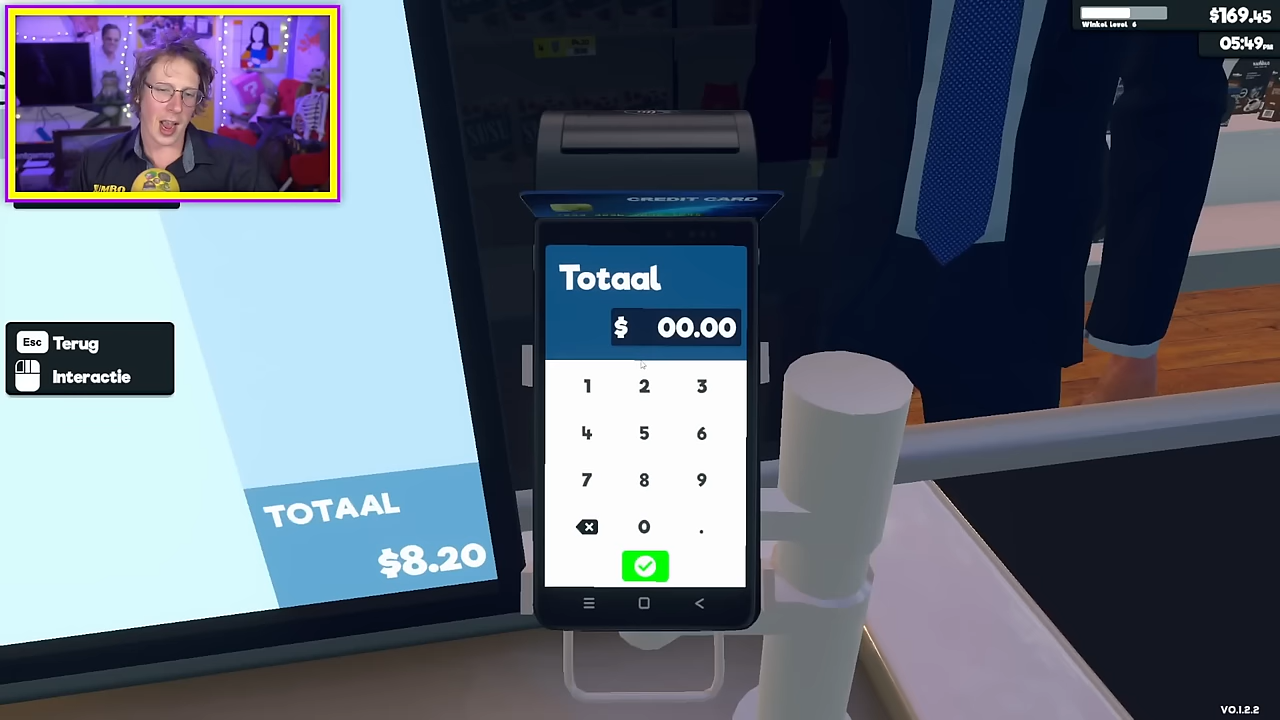 Winkel Level 6
$169.45
05:49PM
UMBO
CREDIT CARD
Totaal
$ 00.00
Esc Terug
Interactie
1 2 3
4 5 6
7 8 9
0 .
TOTAAL
$8.20
V0.1.2.2